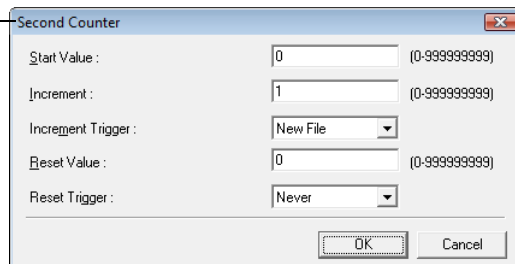 Second Counter
Start Value : 0 (0-999999999)
Increment : 1 (0-999999999)
Increment Trigger : New File
Reset Value : 0 (0-999999999)
Reset Trigger : Never
OK Cancel